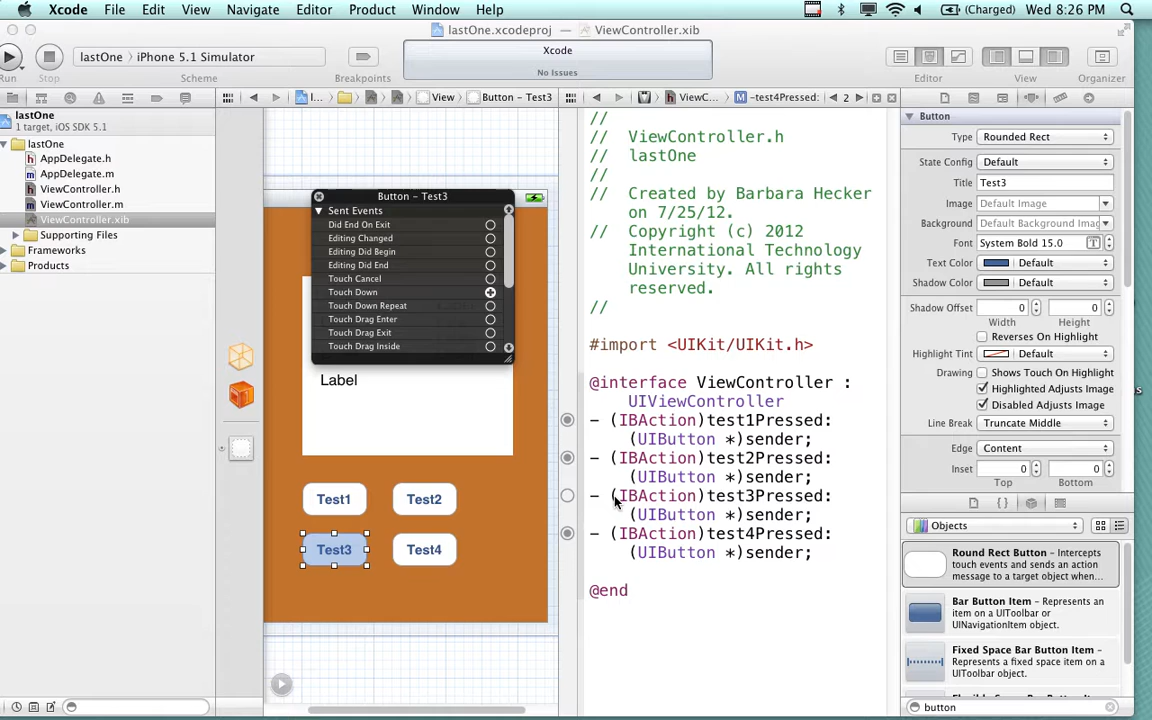 Xcode File Edit View Navigate Editor Product Window Help (Charged) Wed 8:26 PM
lastOne.xcodeproj — ViewController.xib
lastOne › iPhone 5.1 Simulator
Xcode
No Issues
Run Stop Scheme Breakpoints Editor View Organizer
l... View Button – Test3 ViewC... M -test4Pressed: 2
lastOne
1 target, iOS SDK 5.1
lastOne
AppDelegate.h
AppDelegate.m
ViewController.h
ViewController.m
ViewController.xib
Supporting Files
Frameworks
Products
Button – Test3
Sent Events
Did End On Exit
Editing Changed
Editing Did Begin
Editing Did End
Touch Cancel
Touch Down
Touch Down Repeat
Touch Drag Enter
Touch Drag Exit
Touch Drag Inside
Label
Test1 Test2
Test3 Test4
//
// ViewController.h
// lastOne
//
// Created by Barbara Hecker
on 7/25/12.
// Copyright (c) 2012
International Technology
University. All rights
reserved.
//
#import <UIKit/UIKit.h>
@interface ViewController :
UIViewController
- (IBAction)test1Pressed:
(UIButton *)sender;
- (IBAction)test2Pressed:
(UIButton *)sender;
- (IBAction)test3Pressed:
(UIButton *)sender;
- (IBAction)test4Pressed:
(UIButton *)sender;
@end
Button
Type Rounded Rect
State Config Default
Title Test3
Image Default Image
Background Default Background Imag
Font System Bold 15.0 T
Text Color Default
Shadow Color Default
Shadow Offset 0 0
Width Height
Reverses On Highlight
Highlight Tint Default
Drawing Shows Touch On Highlight
Highlighted Adjusts Image
Disabled Adjusts Image
Line Break Truncate Middle
Edge Content
Inset 0 0
Top Bottom
Objects
Round Rect Button – Intercepts
touch events and sends an action
message to a target object when...
Bar Button Item – Represents an
item on a UIToolbar or
UINavigationItem object.
Fixed Space Bar Button Item –
Represents a fixed space item on a
UIToolbar object.
button